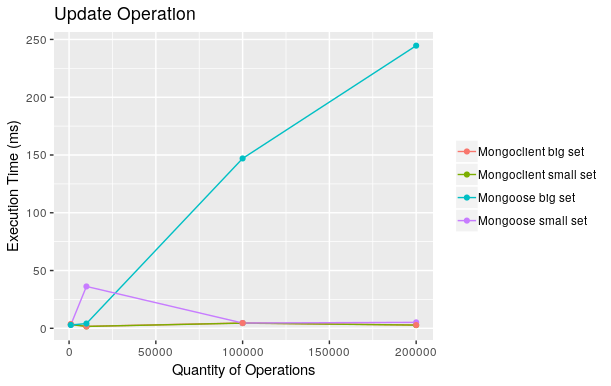 Update Operation
Execution Time (ms)
250
200
150
100
50
0
0 50000 100000 150000 200000
Quantity of Operations
Mongoclient big set
Mongoclient small set
Mongoose big set
Mongoose small set